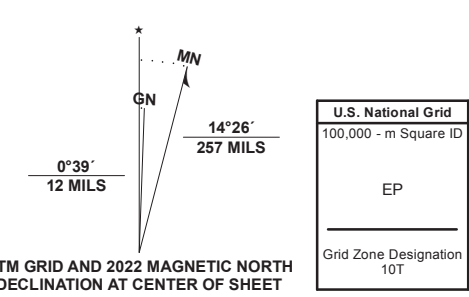 ★
MN
GN
14°26´
257 MILS
0°39´
12 MILS
TM GRID AND 2022 MAGNETIC NORTH
DECLINATION AT CENTER OF SHEET
U.S. National Grid
100,000 - m Square ID
EP
Grid Zone Designation
10T